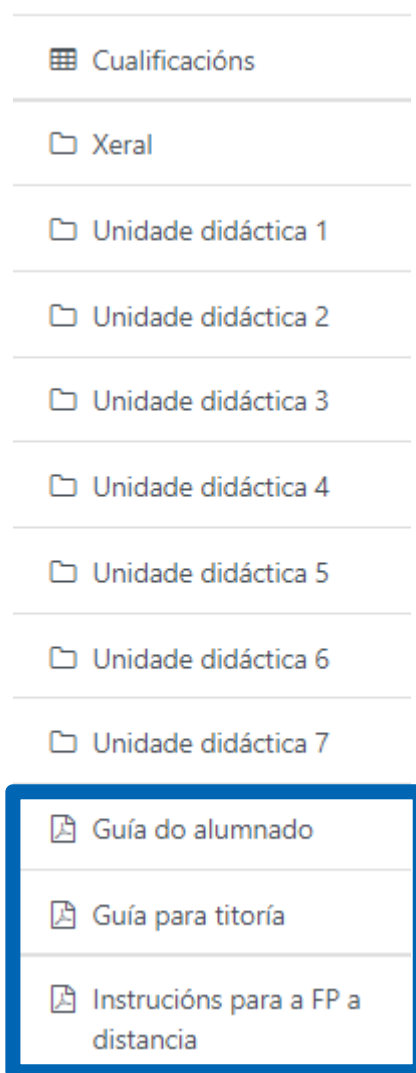 Cualificacións
Xeral
Unidade didáctica 1
Unidade didáctica 2
Unidade didáctica 3
Unidade didáctica 4
Unidade didáctica 5
Unidade didáctica 6
Unidade didáctica 7
Guía do alumnado
Guía para titoría
Instrucións para a FP a
distancia